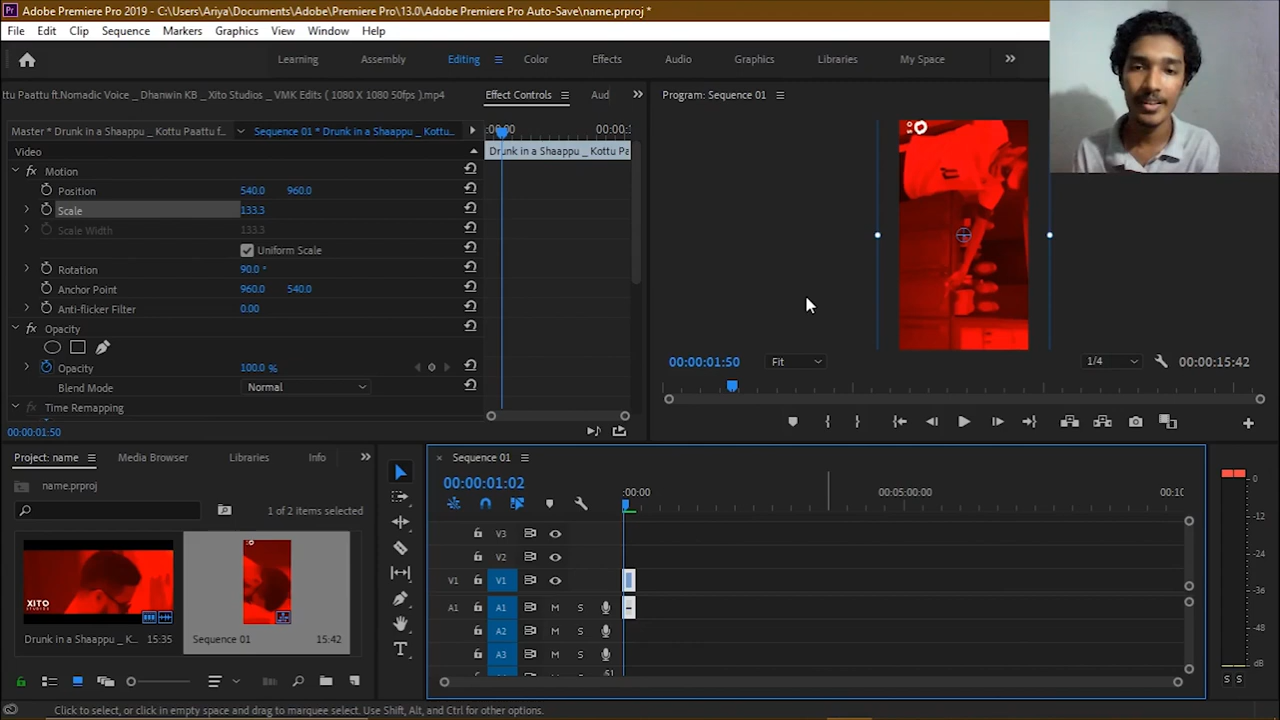 Adobe Premiere Pro 2019 - C:\Users\Ariya\Documents\Adobe\Premiere Pro\13.0\Adobe Premiere Pro Auto-Save\name.prproj *
File Edit Clip Sequence Markers Graphics View Window Help
Learning Assembly Editing Color Effects Audio Graphics Libraries My Space
ttu Paattu ft.Nomadic Voice _ Dhanwin KB _ Xito Studios _ VMK Edits ( 1080 X 1080 50fps ).mp4 Effect Controls Aud Program: Sequence 01
Master * Drunk in a Shaappu _ Kottu Paattu f... Sequence 01 * Drunk in a Shaappu _ Kottu... :00:00 00:00:
Video Drunk in a Shaappu _ Kottu Pa
fx Motion
Position 540.0 960.0
Scale 133.3
Scale Width 133.3
Uniform Scale
Rotation 90.0 °
Anchor Point 960.0 540.0
Anti-flicker Filter 0.00
fx Opacity
Opacity 100.0 %
Blend Mode Normal
fx Time Remapping
00:00:01:50
00:00:01:50 Fit 1/4 00:00:15:42
Project: name Media Browser Libraries Info
name.prproj
1 of 2 items selected
XITO
STUDIOS
Drunk in a Shaappu _ K... 15:35 Sequence 01 15:42
× Sequence 01
00:00:01:02
:00:00 00:05:00:00 00:10
V3
V2
V1 V1
A1 A1 M S
A2 M S
A3 M S
0
-12
-24
-36
-48
dB
S S
Click to select, or click in empty space and drag to marquee select. Use Shift, Alt, and Ctrl for other options.